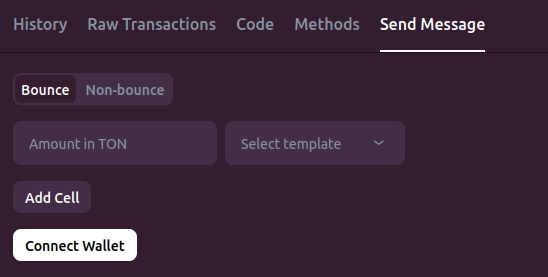 History Raw Transactions Code Methods Send Message
Bounce Non-bounce
Amount in TON Select template
Add Cell
Connect Wallet